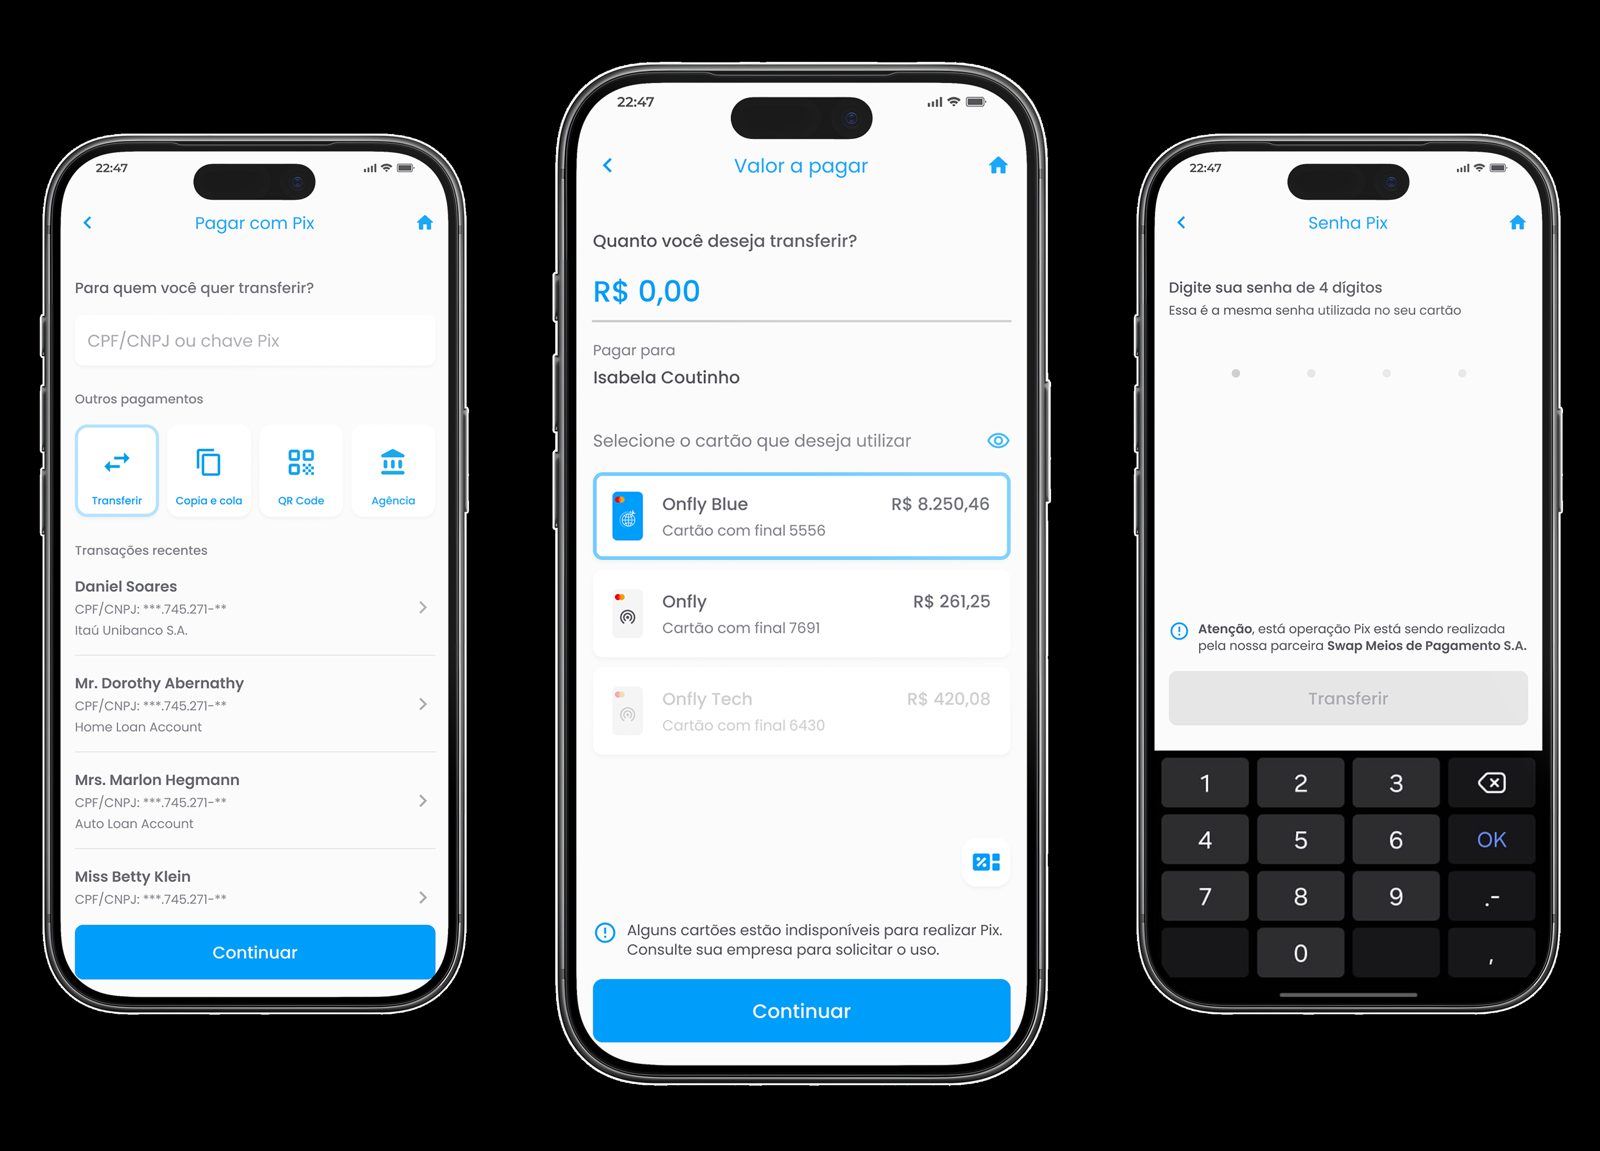 22:47
Pagar com Pix
Para quem você quer transferir?
CPF/CNPJ ou chave Pix
Outros pagamentos
Transferir
Copia e cola
QR Code
Agência
Transações recentes
Daniel Soares
CPF/CNPJ: ***.745.271-**
Itaú Unibanco S.A.
Mr. Dorothy Abernathy
CPF/CNPJ: ***.745.271-**
Home Loan Account
Mrs. Marlon Hegmann
CPF/CNPJ: ***.745.271-**
Auto Loan Account
Miss Betty Klein
CPF/CNPJ: ***.745.271-**
Continuar
22:47
Valor a pagar
Quanto você deseja transferir?
R$ 0,00
Pagar para
Isabela Coutinho
Selecione o cartão que deseja utilizar
Onfly Blue R$ 8.250,46
Cartão com final 5556
Onfly R$ 261,25
Cartão com final 7691
Onfly Tech R$ 420,08
Cartão com final 6430
Alguns cartões estão indisponíveis para realizar Pix.
Consulte sua empresa para solicitar o uso.
Continuar
22:47
Senha Pix
Digite sua senha de 4 dígitos
Essa é a mesma senha utilizada no seu cartão
Atenção, está operação Pix está sendo realizada
pela nossa parceira Swap Meios de Pagamento S.A.
Transferir
1 2 3
4 5 6 OK
7 8 9 .-
0 ,